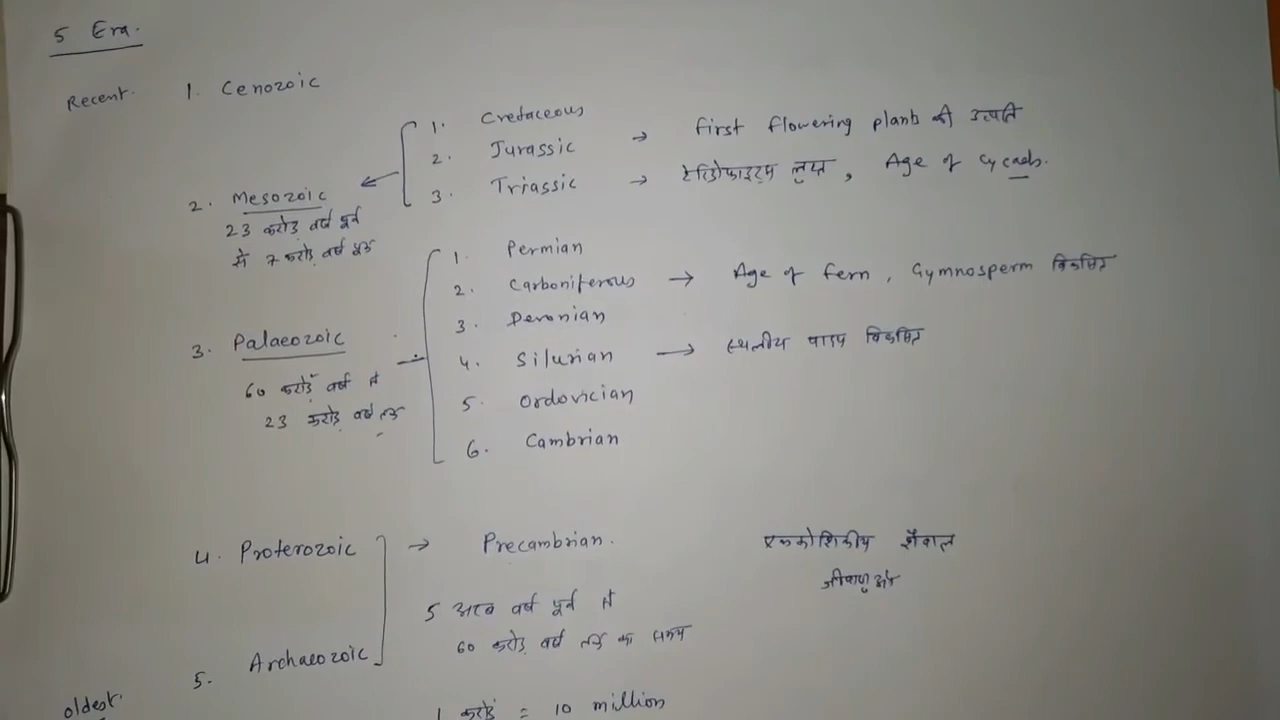 5 Era.
Recent. 1. Cenozoic
1. Cretaceous
2. Jurassic → first flowering plants की उत्पत्ति
3. Triassic → टेरिडोफाइट्स लुप्त, Age of Cycads.
2. Mesozoic
23 करोड़ वर्ष पूर्व
से 7 करोड़ वर्ष पूर्व
1. Permian
2. Carboniferous → Age of fern, Gymnosperm विकसित
3. Devonian
4. Silurian → स्थलीय पादप विकसित
5. Ordovician
6. Cambrian
3. Palaeozoic
60 करोड़ वर्ष से
23 करोड़ वर्ष तक
4. Proterozoic → Precambrian. एककोशिकीय शैवाल
जीवाणु और
5 अरब वर्ष पूर्व से
60 करोड़ वर्ष तक का समय
5. Archaeozoic
oldest.
1 करोड़ = 10 million